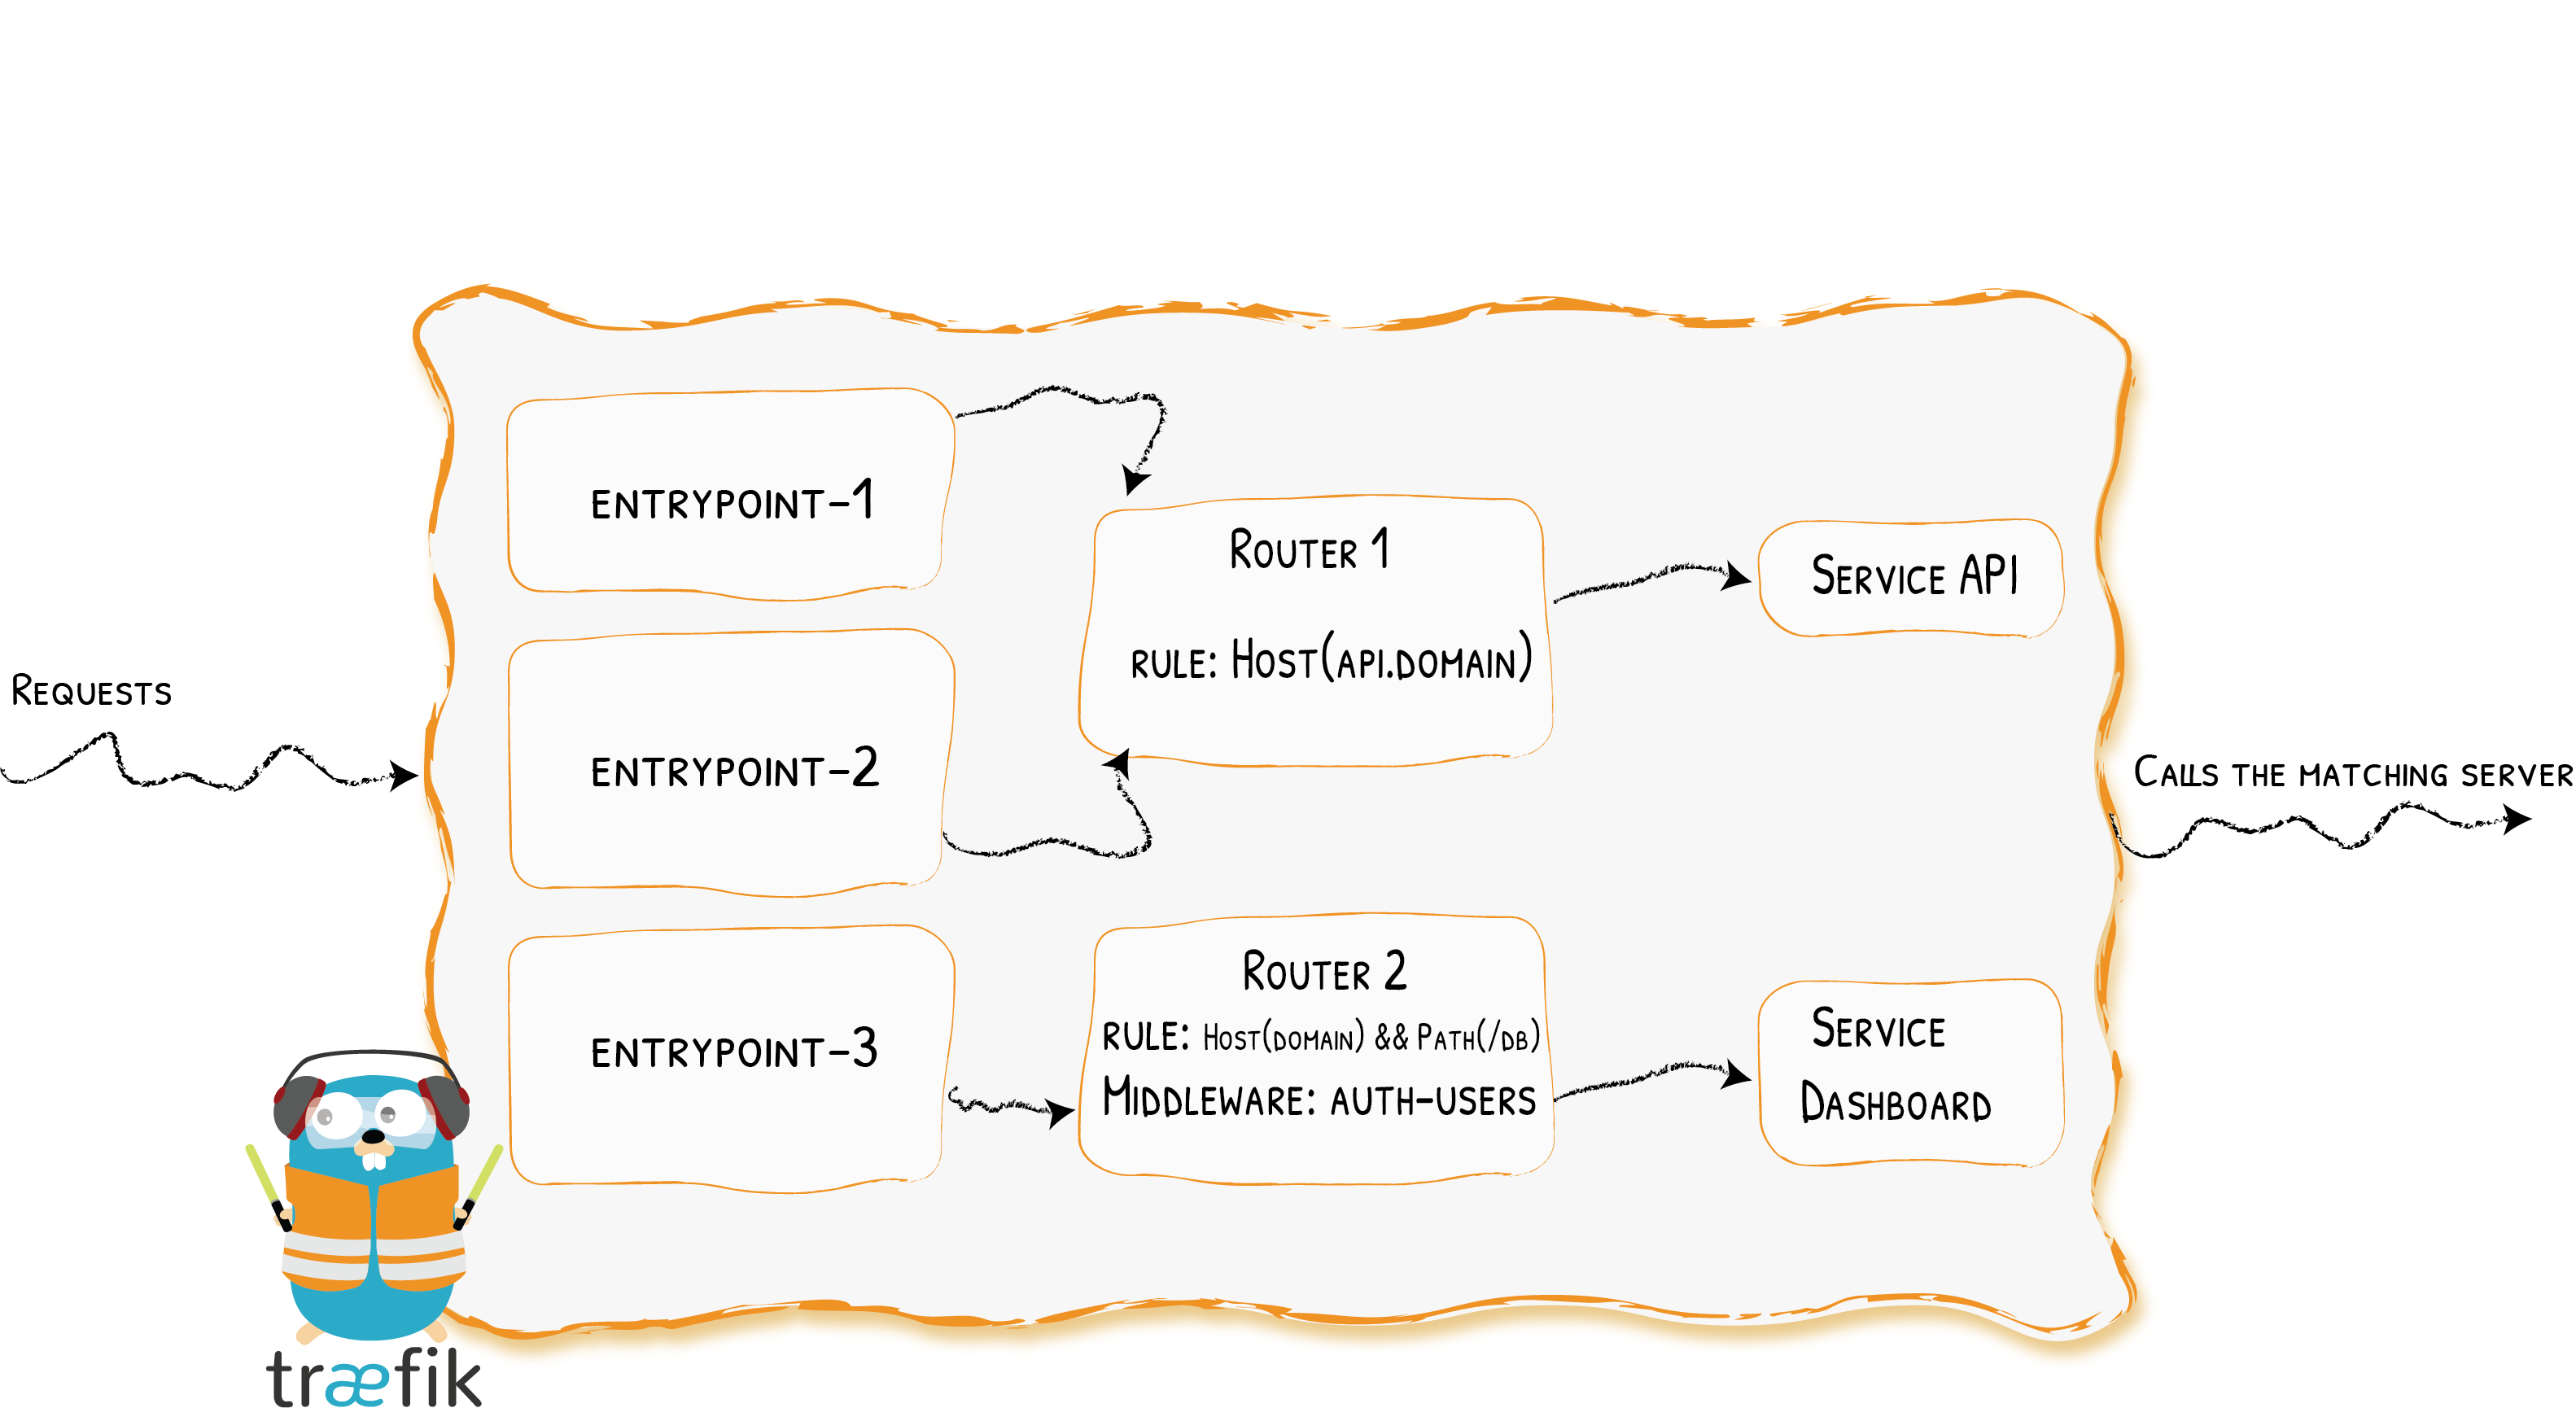 Requests
entrypoint-1
entrypoint-2
entrypoint-3
Router 1
rule: Host(api.domain)
Router 2
rule: Host(domain) && Path(/db)
Middleware: auth-users
Service API
Service
Dashboard
Calls the matching server
træfik